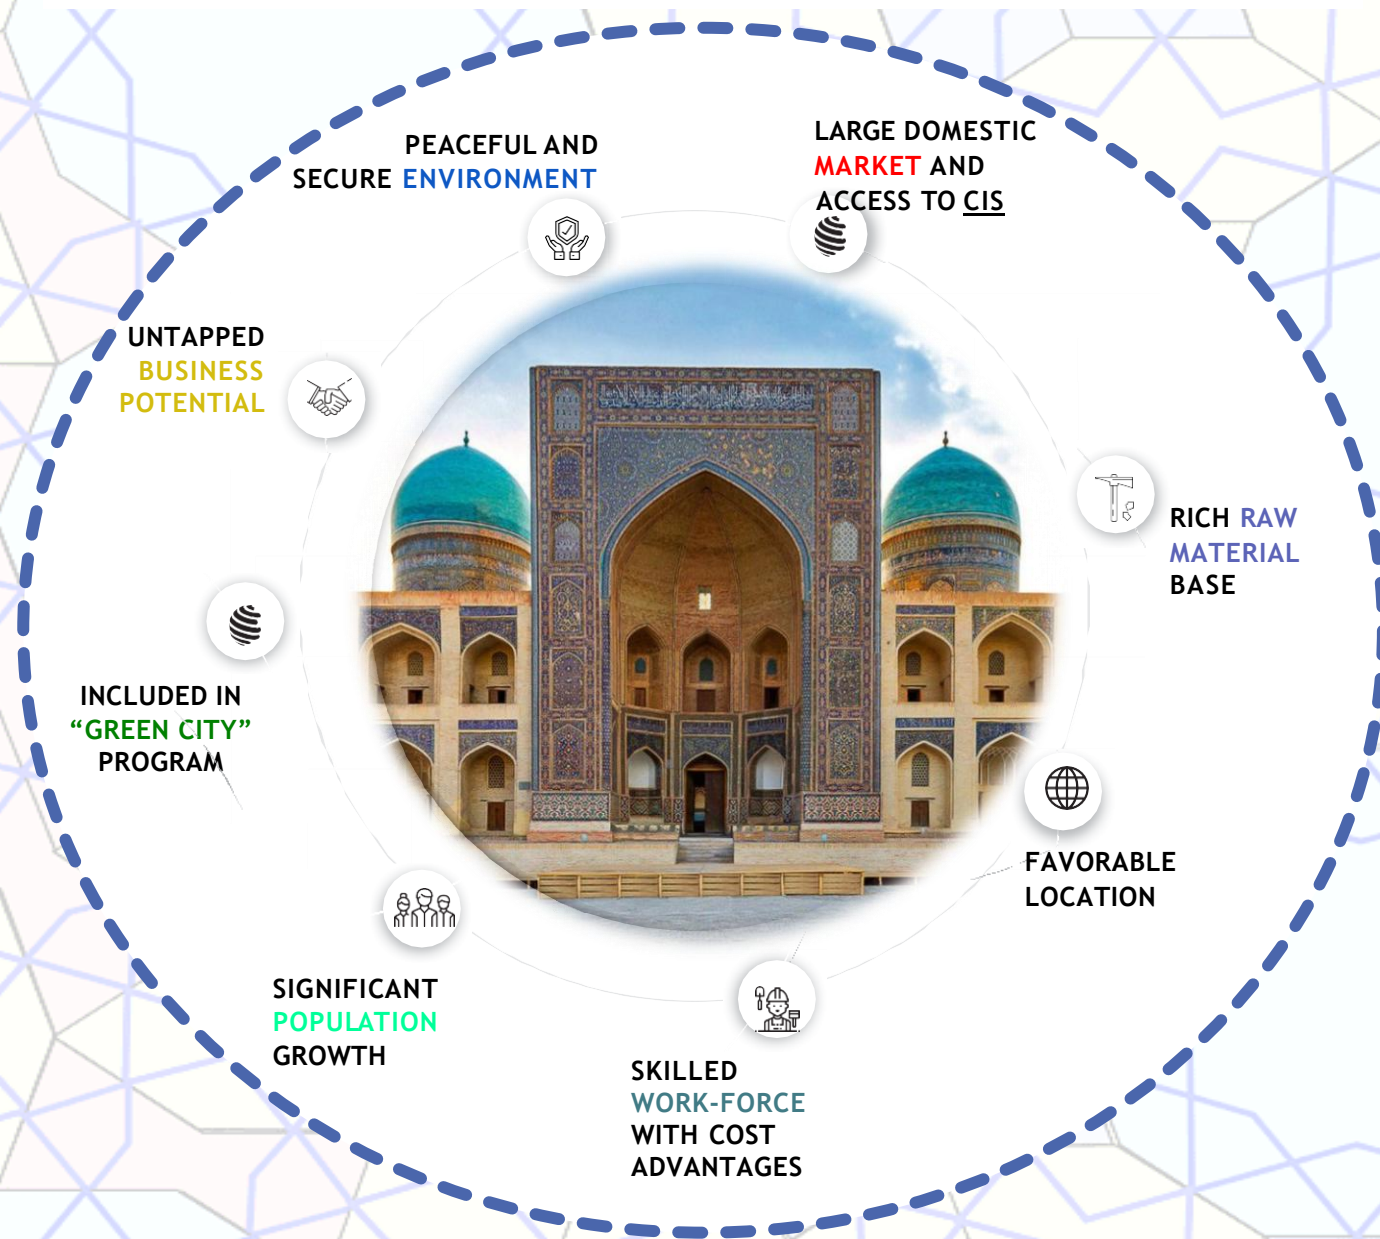 PEACEFUL AND
SECURE ENVIRONMENT
LARGE DOMESTIC
MARKET AND
ACCESS TO CIS
UNTAPPED
BUSINESS
POTENTIAL
RICH RAW
MATERIAL
BASE
INCLUDED IN
“GREEN CITY”
PROGRAM
FAVORABLE
LOCATION
SIGNIFICANT
POPULATION
GROWTH
SKILLED
WORK-FORCE
WITH COST
ADVANTAGES